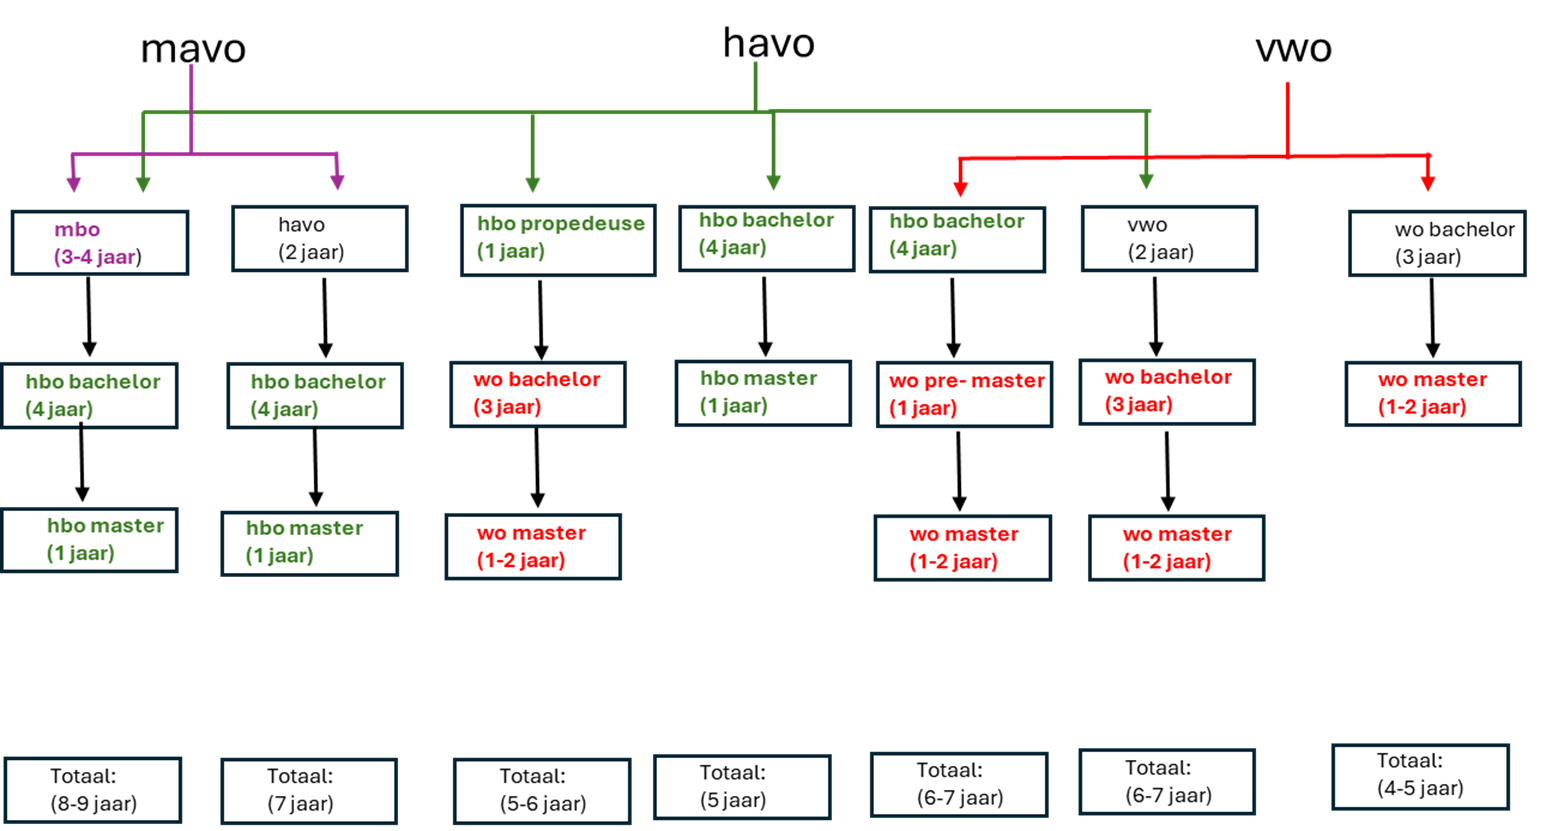 mavo
havo
vwo
mbo
(3-4 jaar)
havo
(2 jaar)
hbo propedeuse
(1 jaar)
hbo bachelor
(4 jaar)
hbo bachelor
(4 jaar)
vwo
(2 jaar)
wo bachelor
(3 jaar)
hbo bachelor
(4 jaar)
hbo bachelor
(4 jaar)
wo bachelor
(3 jaar)
hbo master
(1 jaar)
wo pre- master
(1 jaar)
wo bachelor
(3 jaar)
wo master
(1-2 jaar)
hbo master
(1 jaar)
hbo master
(1 jaar)
wo master
(1-2 jaar)
wo master
(1-2 jaar)
wo master
(1-2 jaar)
Totaal:
(8-9 jaar)
Totaal:
(7 jaar)
Totaal:
(5-6 jaar)
Totaal:
(5 jaar)
Totaal:
(6-7 jaar)
Totaal:
(6-7 jaar)
Totaal:
(4-5 jaar)